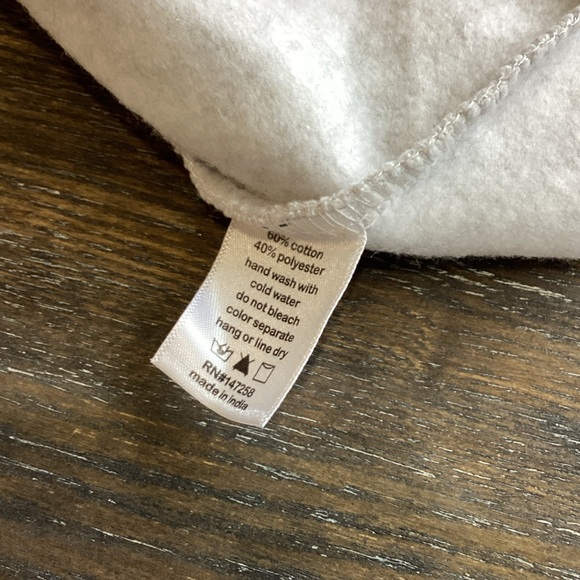 60% cotton
40% polyester
hand wash with
cold water
do not bleach
color separate
hang or line dry
RN#147258
made in india